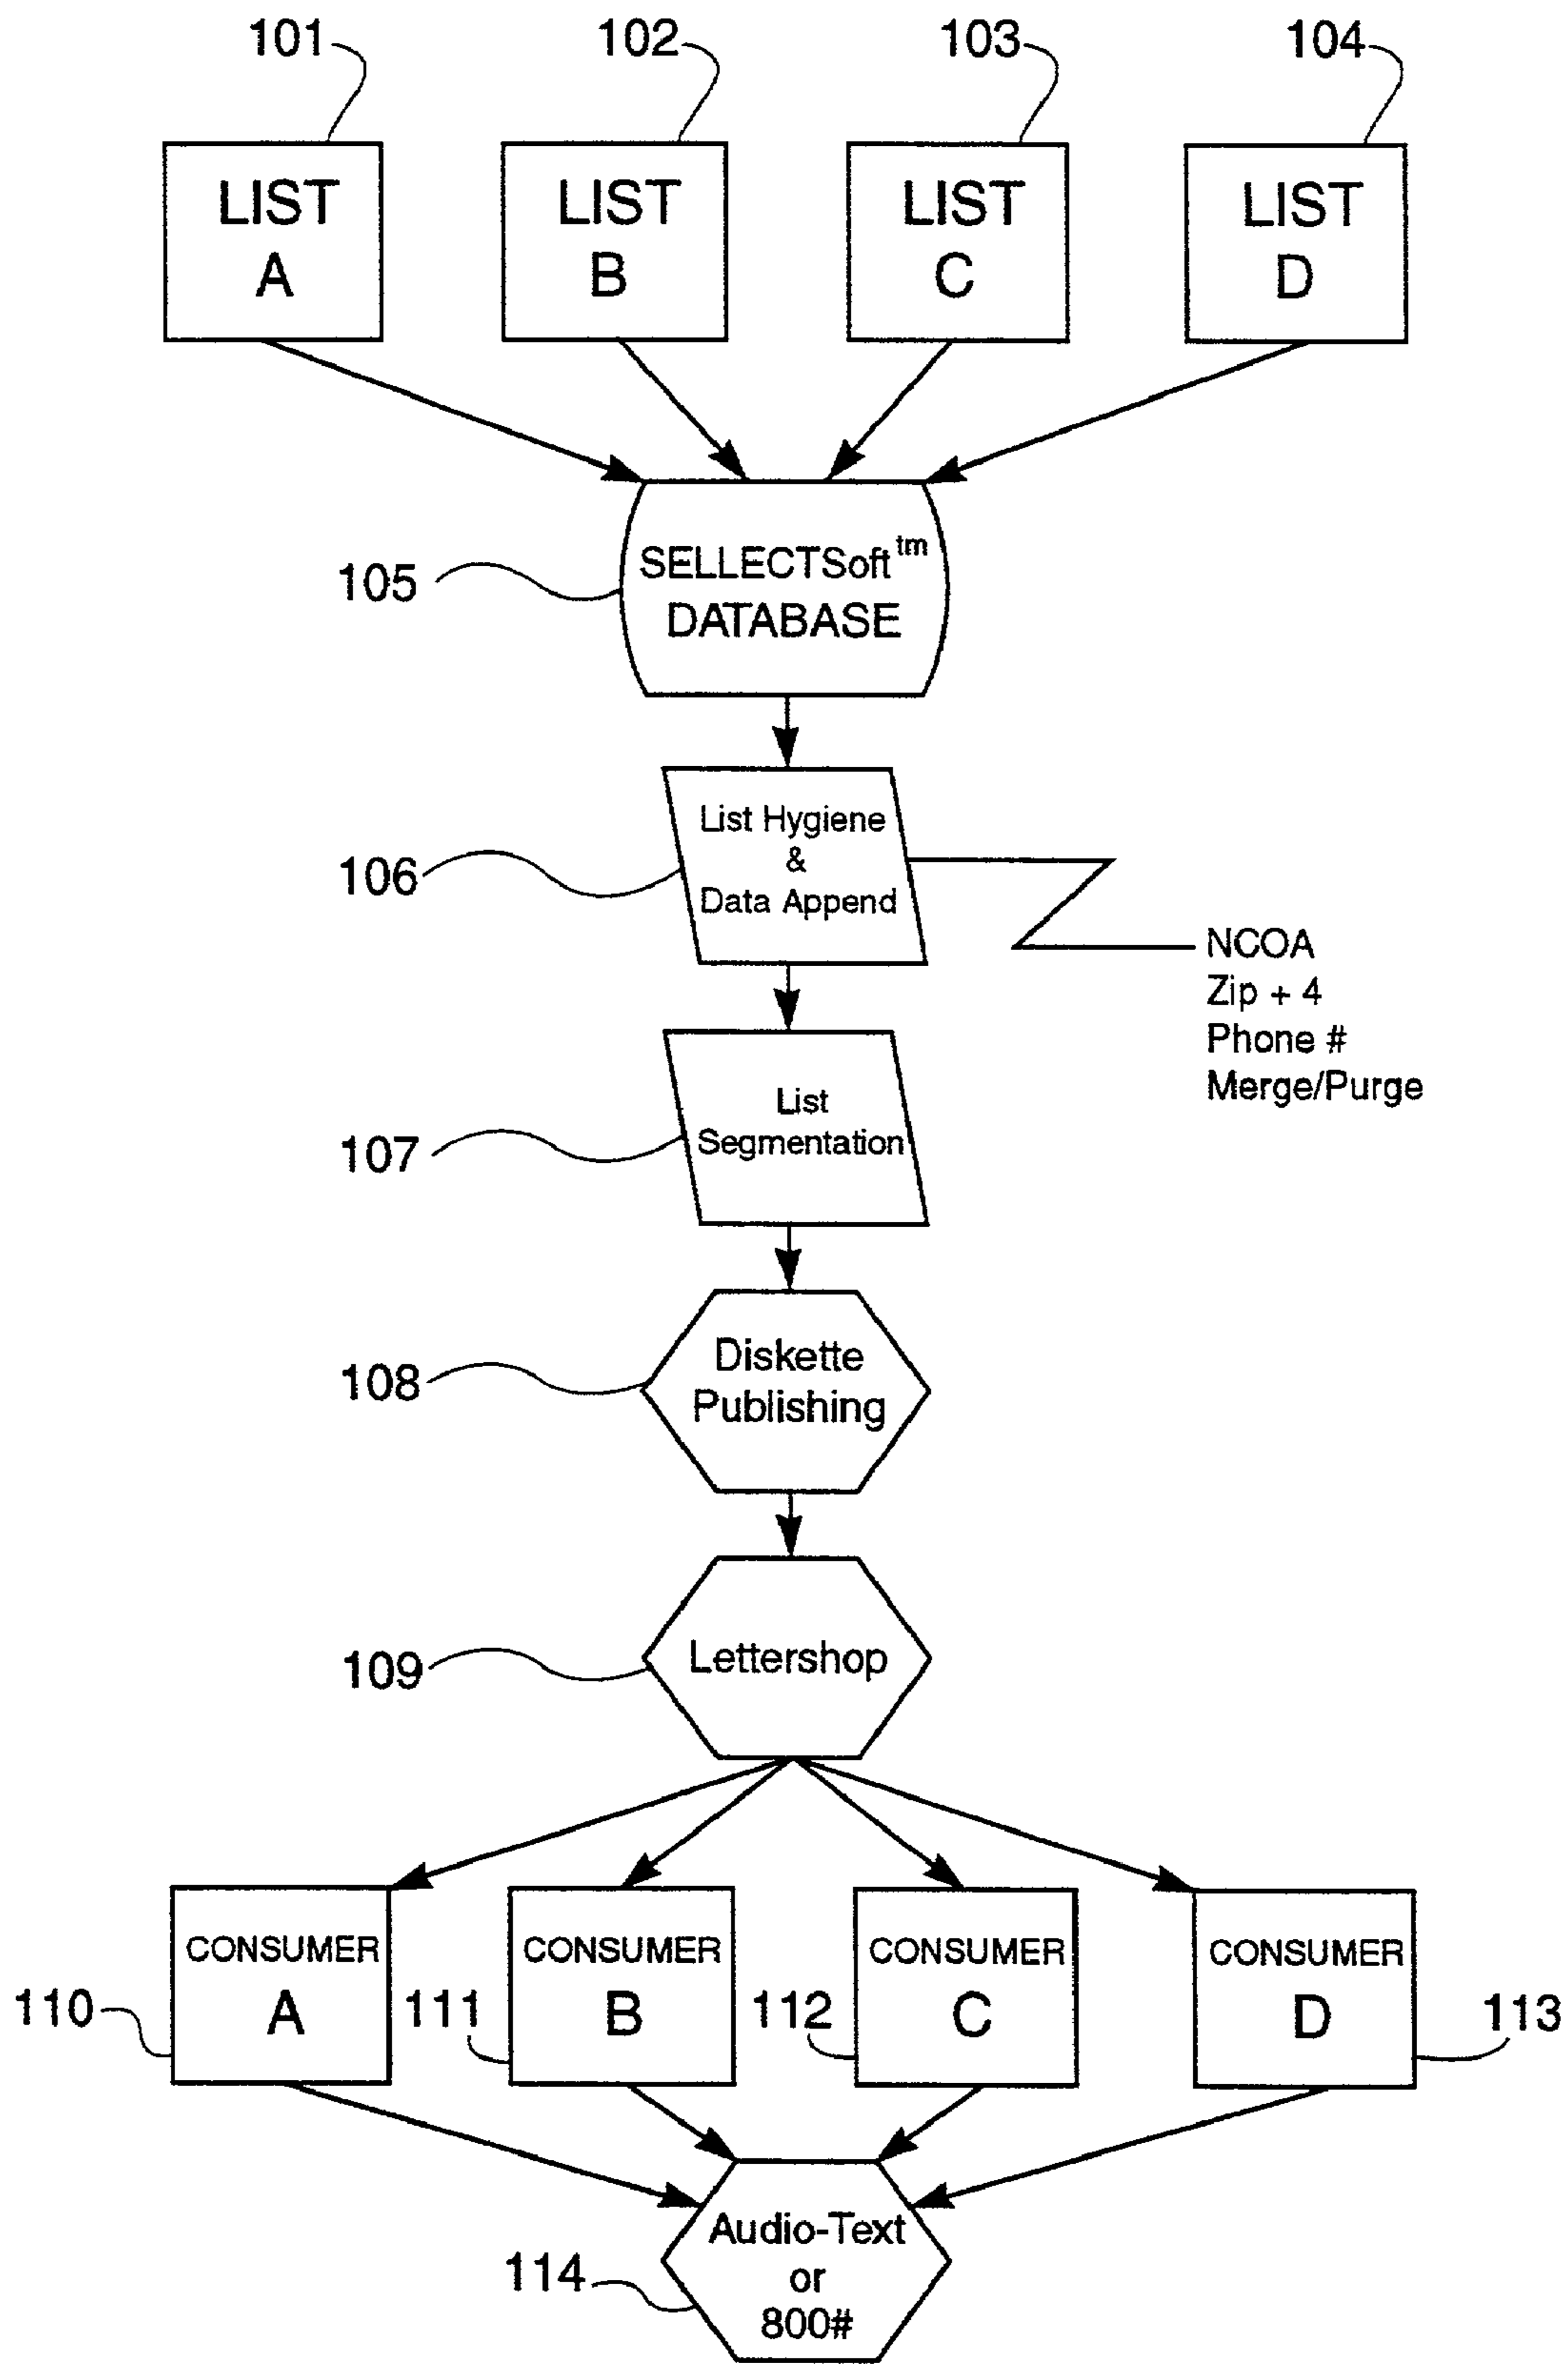 101
102
103
104
LIST
A
LIST
B
LIST
C
LIST
D
105
SELLECTSoft tm
DATABASE
106
List Hygiene
&
Data Append
NCOA
Zip + 4
Phone #
Merge/Purge
107
List
Segmentation
108
Diskette
Publishing
109
Lettershop
CONSUMER
A
CONSUMER
B
CONSUMER
C
CONSUMER
D
110
111
112
113
114
Audio-Text
or
800#